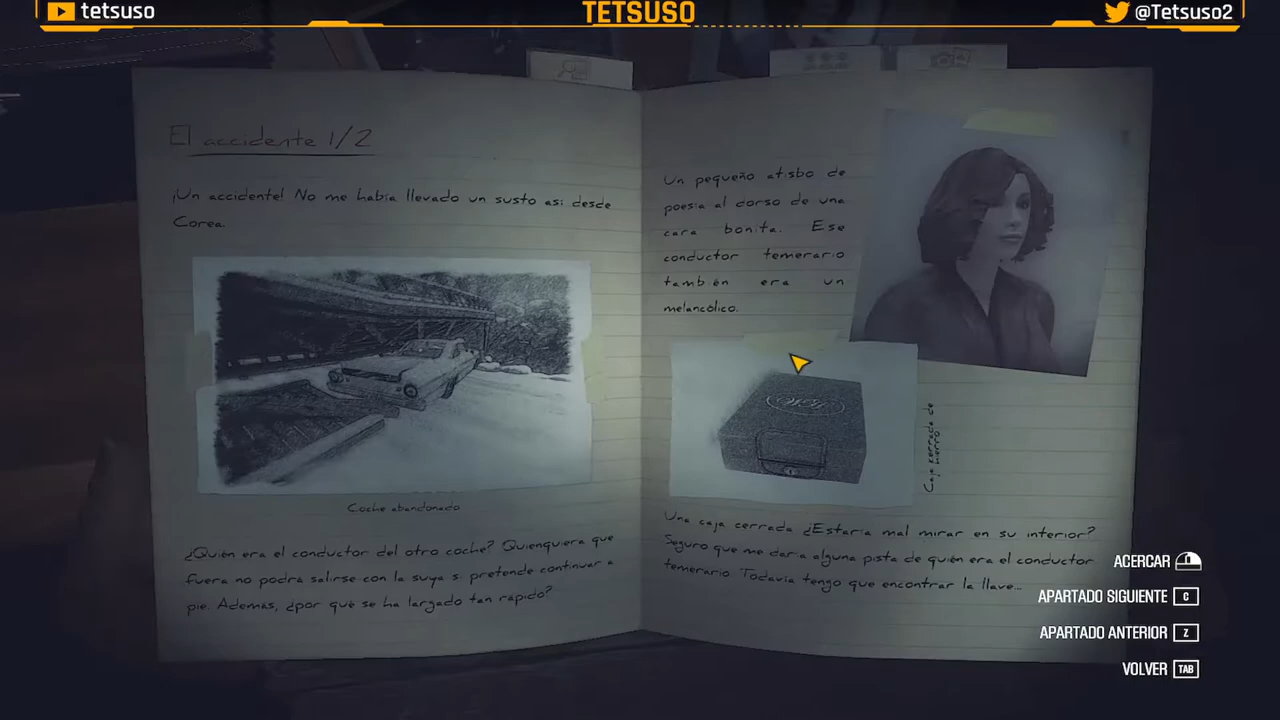 tetsuso
TETSUSO
@Tetsuso2
El accidente 1/2
¡Un accidente! No me había llevado un susto así desde
Corea.
Coche abandonado
¿Quién era el conductor del otro coche? Quienquiera que
fuera no podrá salirse con la suya si pretende continuar a
pie. Además, ¿por qué se ha largado tan rápido?
Un pequeño atisbo de
poesía al dorso de una
cara bonita. Ese
conductor temerario
también era un
melancólico.
Caja cerrada de
hierro
Una caja cerrada ¿Estaría mal mirar en su interior?
Seguro que me daría alguna pista de quién era el conductor
temerario Todavía tengo que encontrar la llave...
ACERCAR
APARTADO SIGUIENTE C
APARTADO ANTERIOR Z
VOLVER TAB